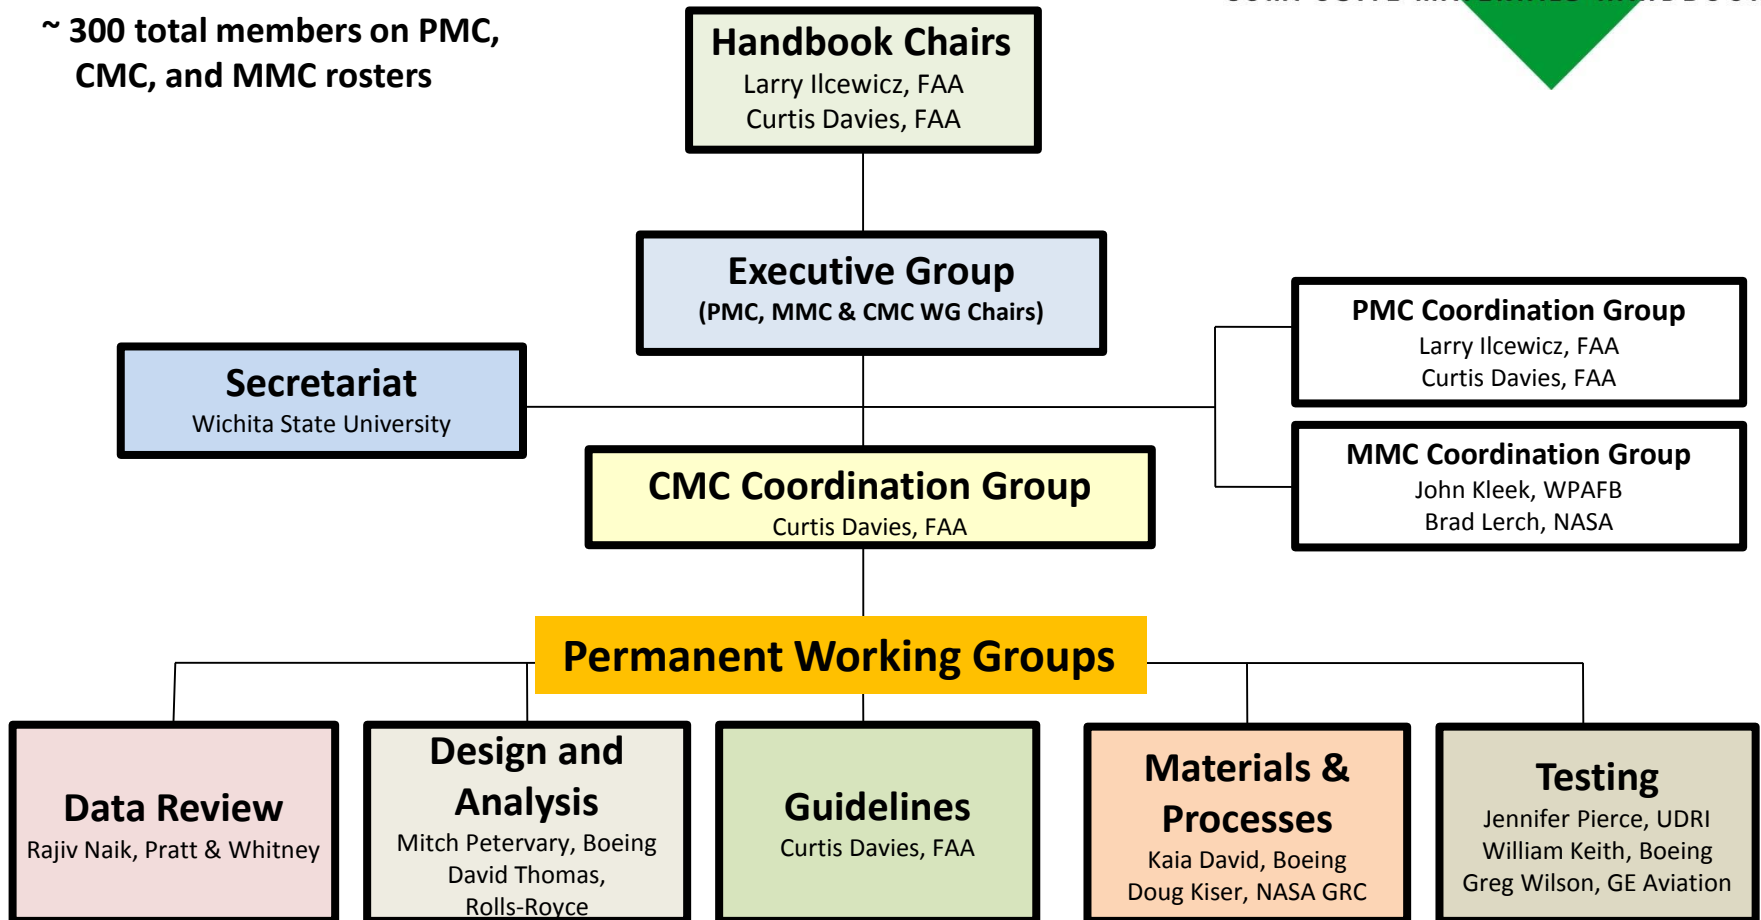 ~ 300 total members on PMC,
CMC, and MMC rosters
Handbook Chairs
Larry Ilcewicz, FAA
Curtis Davies, FAA
Executive Group
(PMC, MMC & CMC WG Chairs)
PMC Coordination Group
Larry Ilcewicz, FAA
Curtis Davies, FAA
Secretariat
Wichita State University
MMC Coordination Group
John Kleek, WPAFB
Brad Lerch, NASA
CMC Coordination Group
Curtis Davies, FAA
Permanent Working Groups
Data Review
Rajiv Naik, Pratt & Whitney
Design and
Analysis
Mitch Petervary, Boeing
David Thomas,
Rolls-Royce
Guidelines
Curtis Davies, FAA
Materials &
Processes
Kaia David, Boeing
Doug Kiser, NASA GRC
Testing
Jennifer Pierce, UDRI
William Keith, Boeing
Greg Wilson, GE Aviation